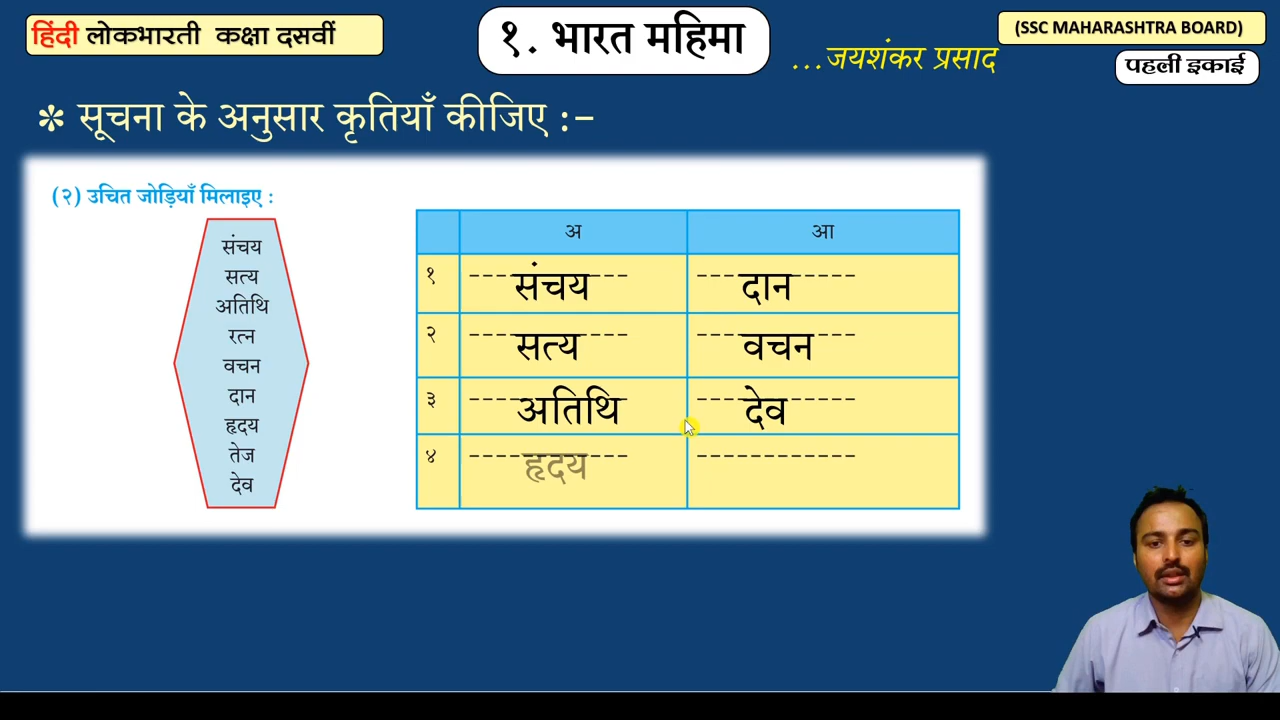 हिंदी लोकभारती कक्षा दसवीं
१. भारत महिमा
...जयशंकर प्रसाद
(SSC MAHARASHTRA BOARD)
पहली इकाई
* सूचना के अनुसार कृतियाँ कीजिए :-
(२) उचित जोड़ियाँ मिलाइए :
संचय
सत्य
अतिथि
रत्न
वचन
दान
हृदय
तेज
देव
अ आ
१ संचय दान
२ सत्य वचन
३ अतिथि देव
४ हृदय